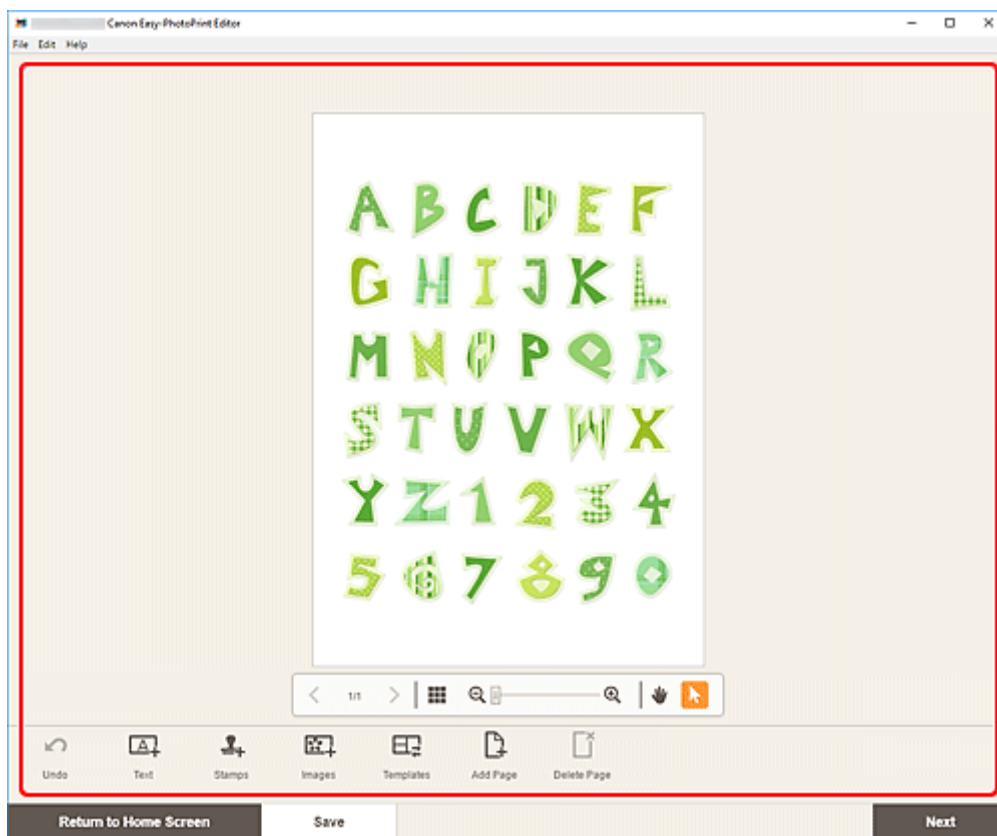 Canon Easy-PhotoPrint Editor
File Edit Help
A B C D E F
G H I J K L
M N O P Q R
S T U V W X
Y Z 1 2 3 4
5 6 7 8 9 0
1/1
Undo Text Stamps Images Templates Add Page Delete Page
Return to Home Screen Save Next